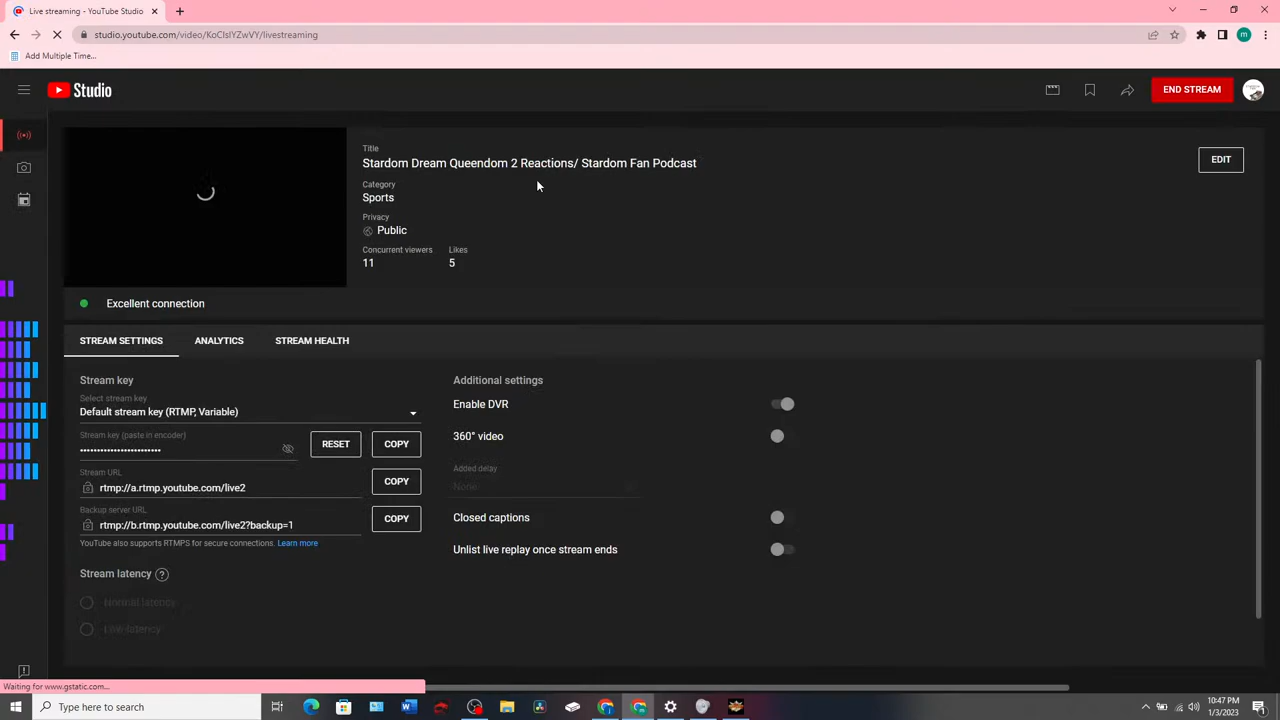 Live streaming - YouTube Studio
studio.youtube.com/video/KoCIsIYZwVY/livestreaming
m
Add Multiple Time...
Studio
END STREAM
Title
Stardom Dream Queendom 2 Reactions/ Stardom Fan Podcast
EDIT
Category
Sports
Privacy
Public
Concurrent viewers Likes
11 5
Excellent connection
STREAM SETTINGS ANALYTICS STREAM HEALTH
Stream key
Select stream key
Default stream key (RTMP, Variable)
Stream key (paste in encoder)
RESET COPY
Stream URL
rtmp://a.rtmp.youtube.com/live2
COPY
Backup server URL
rtmp://b.rtmp.youtube.com/live2?backup=1
COPY
YouTube also supports RTMPS for secure connections. Learn more
Stream latency
Normal latency
Low-latency
Additional settings
Enable DVR
360° video
Added delay
None
Closed captions
Unlist live replay once stream ends
Waiting for www.gstatic.com...
Type here to search
10:47 PM
1/3/2023